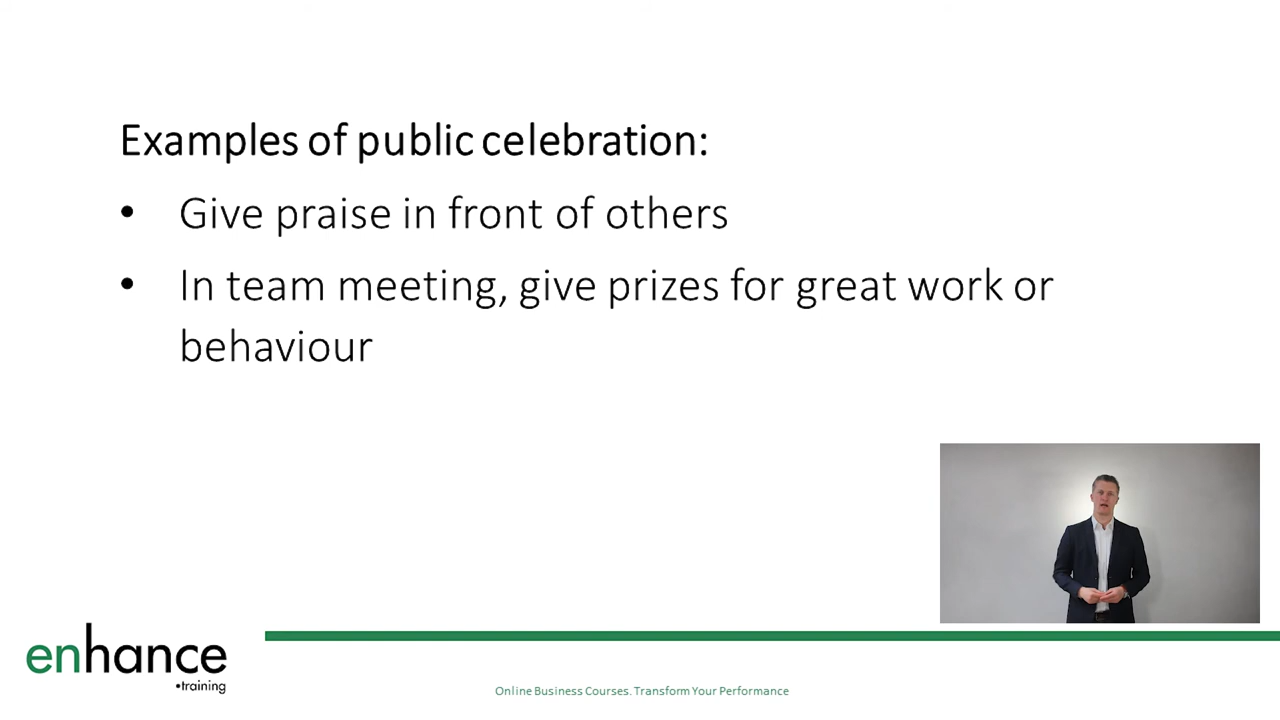 Examples of public celebration:
• Give praise in front of others
• In team meeting, give prizes for great work or
behaviour
enhance
•training
Online Business Courses. Transform Your Performance